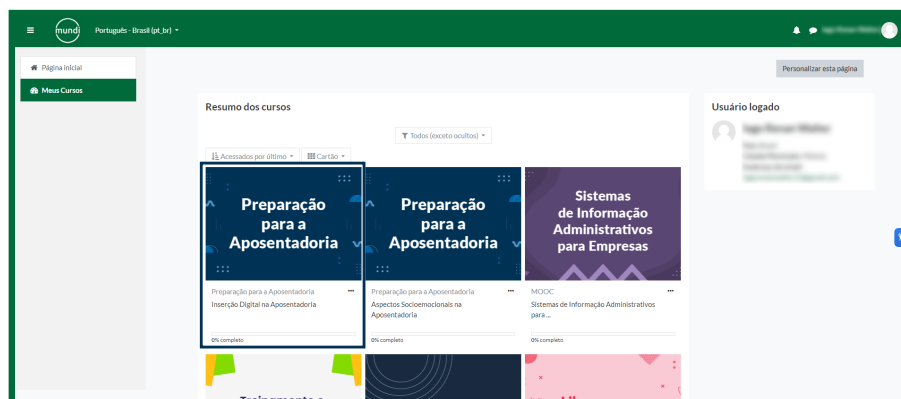 mundi
Português - Brasil (pt_br)
Página inicial
Meus Cursos
Personalizar esta página
Resumo dos cursos
Todos (exceto ocultos)
Acessados por último
Cartão
Preparação
para a
Aposentadoria
Preparação para a Aposentadoria
Inserção Digital na Aposentadoria
0% completo
Preparação
para a
Aposentadoria
Preparação para a Aposentadoria
Aspectos Socioemocionais na
Aposentadoria
0% completo
Sistemas
de Informação
Administrativos
para Empresas
MOOC
Sistemas de Informação Administrativos
para ...
0% completo
Usuário logado